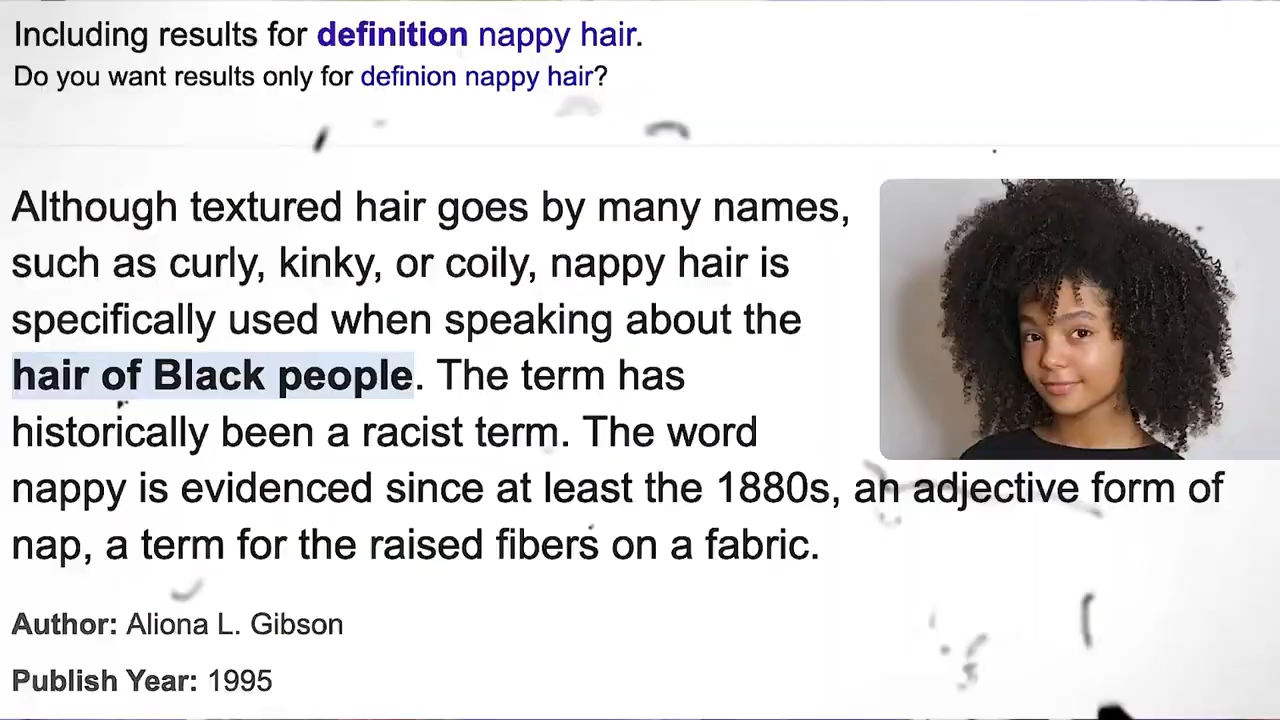 Including results for definition nappy hair.
Do you want results only for definion nappy hair?
Although textured hair goes by many names,
such as curly, kinky, or coily, nappy hair is
specifically used when speaking about the
hair of Black people. The term has
historically been a racist term. The word
nappy is evidenced since at least the 1880s, an adjective form of
nap, a term for the raised fibers on a fabric.
Author: Aliona L. Gibson
Publish Year: 1995